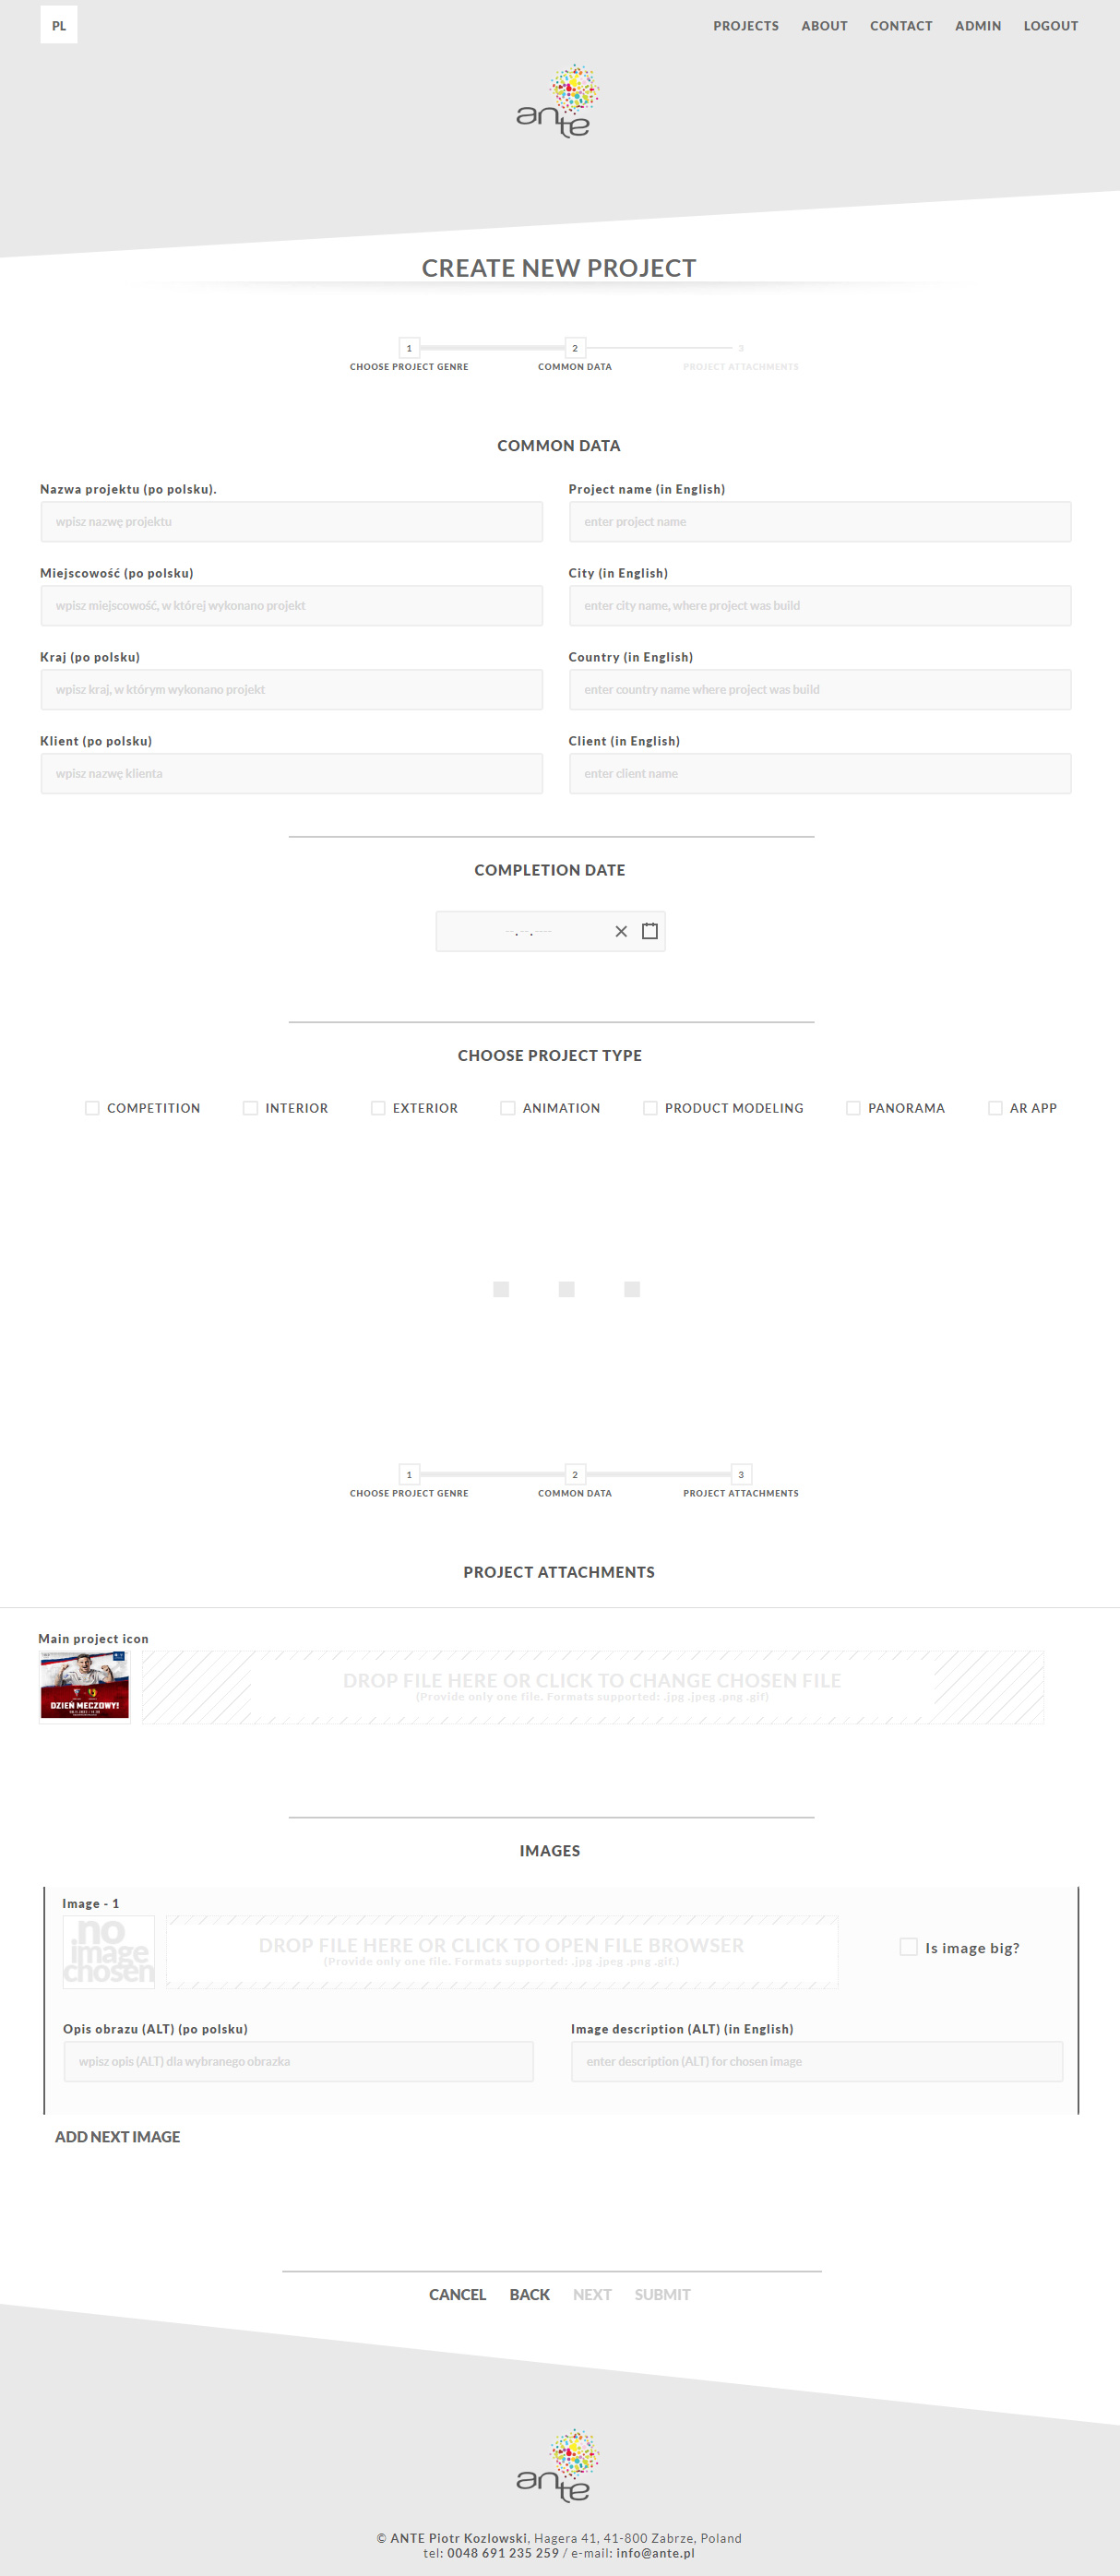 PL
PROJECTS ABOUT CONTACT ADMIN LOGOUT
ante
CREATE NEW PROJECT
1 2 3
CHOOSE PROJECT GENRE COMMON DATA PROJECT ATTACHMENTS
COMMON DATA
Nazwa projektu (po polsku). Project name (in English)
wpisz nazwę projektu enter project name
Miejscowość (po polsku) City (in English)
wpisz miejscowość, w której wykonano projekt enter city name, where project was build
Kraj (po polsku) Country (in English)
wpisz kraj, w którym wykonano projekt enter country name where project was build
Klient (po polsku) Client (in English)
wpisz nazwę klienta enter client name
COMPLETION DATE
--.--.----
CHOOSE PROJECT TYPE
COMPETITION INTERIOR EXTERIOR ANIMATION PRODUCT MODELING PANORAMA AR APP
1 2 3
CHOOSE PROJECT GENRE COMMON DATA PROJECT ATTACHMENTS
PROJECT ATTACHMENTS
Main project icon
DZIEŃ MECZOWY!
DROP FILE HERE OR CLICK TO CHANGE CHOSEN FILE
(Provide only one file. Formats supported: .jpg .jpeg .png .gif)
IMAGES
Image - 1
no
image
chosen
DROP FILE HERE OR CLICK TO OPEN FILE BROWSER
(Provide only one file. Formats supported: .jpg .jpeg .png .gif.)
Is image big?
Opis obrazu (ALT) (po polsku) Image description (ALT) (in English)
wpisz opis (ALT) dla wybranego obrazka enter description (ALT) for chosen image
ADD NEXT IMAGE
CANCEL BACK NEXT SUBMIT
ante
© ANTE Piotr Kozlowski, Hagera 41, 41-800 Zabrze, Poland
tel: 0048 691 235 259 / e-mail: info@ante.pl